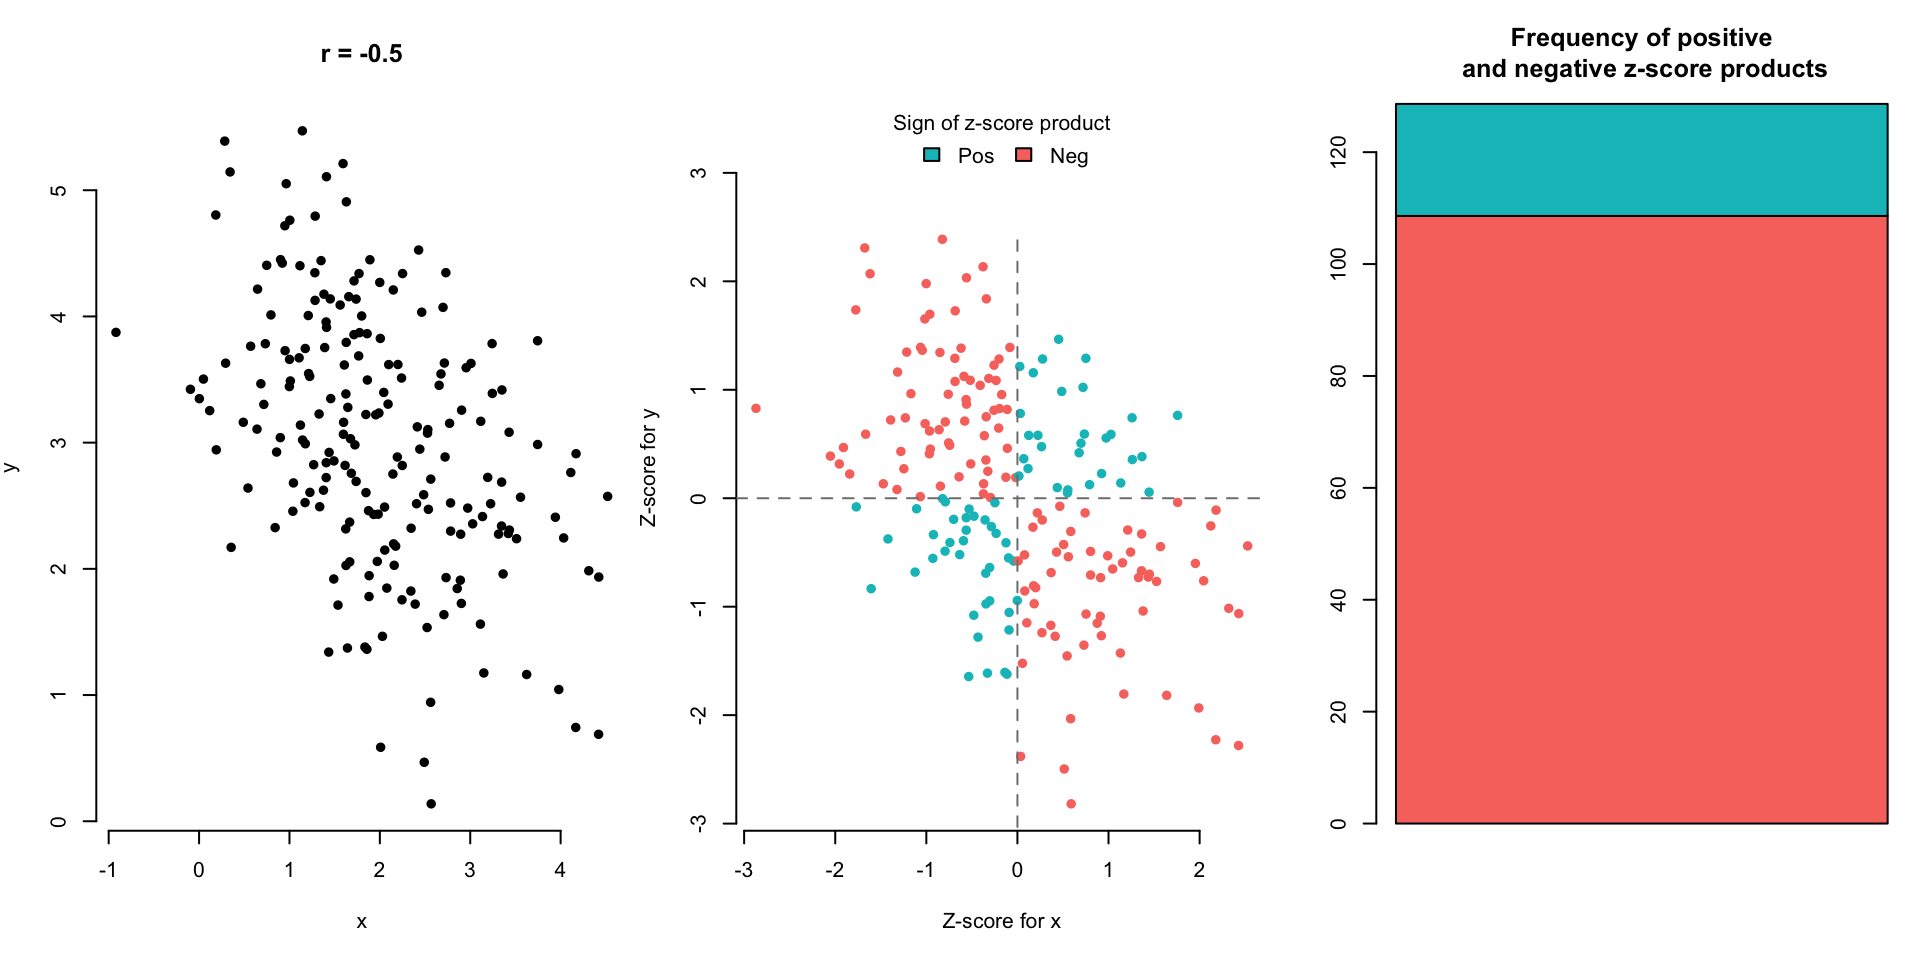 r = -0.5
y
5
4
3
2
1
0
-1 0 1 2 3 4
x
Sign of z-score product
Pos Neg
Z-score for y
3
2
1
0
-1
-2
-3
-3 -2 -1 0 1 2
Z-score for x
Frequency of positive
and negative z-score products
120
100
80
60
40
20
0